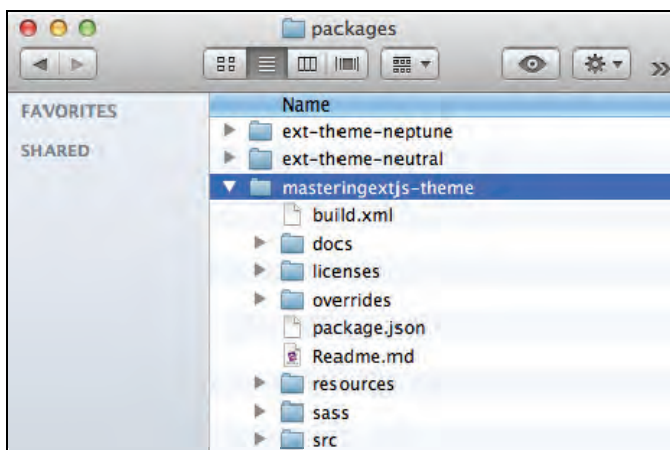 packages
FAVORITES
SHARED
Name
ext-theme-neptune
ext-theme-neutral
masteringextjs-theme
build.xml
docs
licenses
overrides
package.json
Readme.md
resources
sass
src